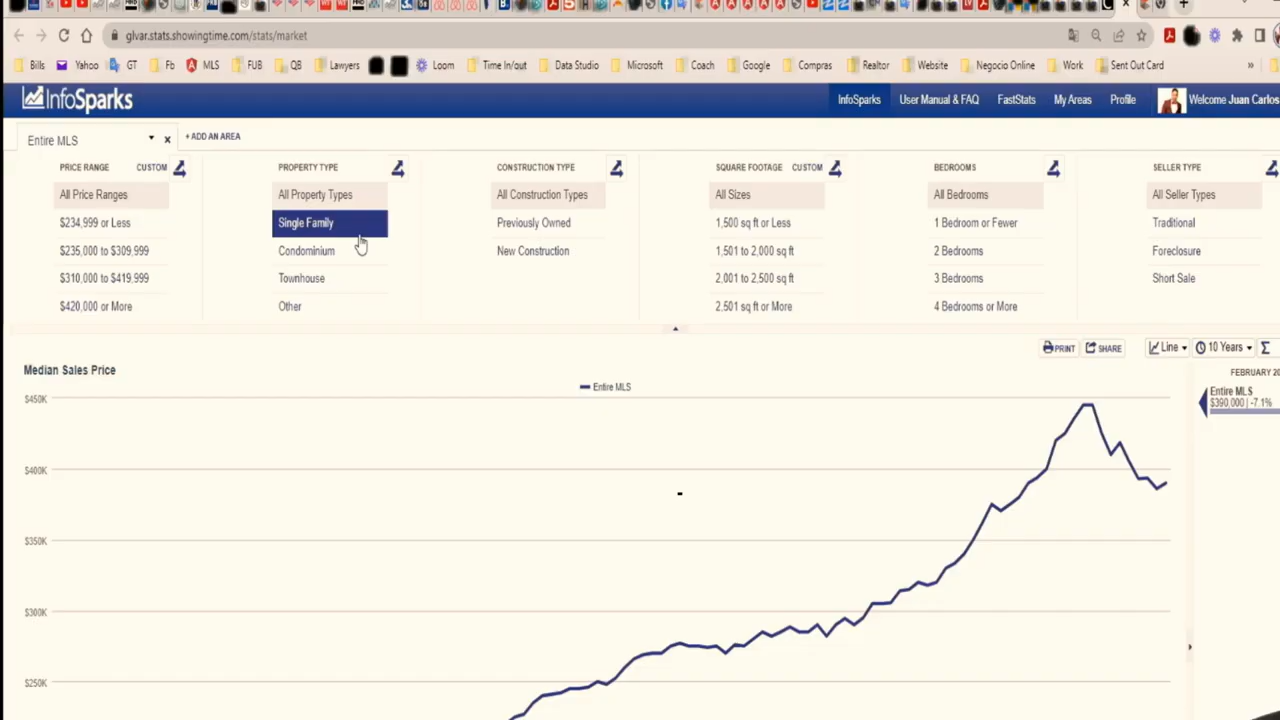 glvar.stats.showingtime.com/stats/market
Bills Yahoo GT Fb MLS FUB QB Lawyers Loom Time In/out Data Studio Microsoft Coach Google Compras Realtor Website Negocio Online Work Sent Out Card »
InfoSparks InfoSparks User Manual & FAQ FastStats My Areas Profile Welcome Juan Carlos
Entire MLS + ADD AN AREA
PRICE RANGE CUSTOM PROPERTY TYPE CONSTRUCTION TYPE SQUARE FOOTAGE CUSTOM BEDROOMS SELLER TYPE
All Price Ranges All Property Types All Construction Types All Sizes All Bedrooms All Seller Types
$234,999 or Less Single Family Previously Owned 1,500 sq ft or Less 1 Bedroom or Fewer Traditional
$235,000 to $309,999 Condominium New Construction 1,501 to 2,000 sq ft 2 Bedrooms Foreclosure
$310,000 to $419,999 Townhouse 2,001 to 2,500 sq ft 3 Bedrooms Short Sale
$420,000 or More Other 2,501 sq ft or More 4 Bedrooms or More
PRINT SHARE Line 10 Years Σ
Median Sales Price
FEBRUARY 20
Entire MLS
Entire MLS
$390,000 | -7.1%
$450K
$400K
$350K
$300K
$250K